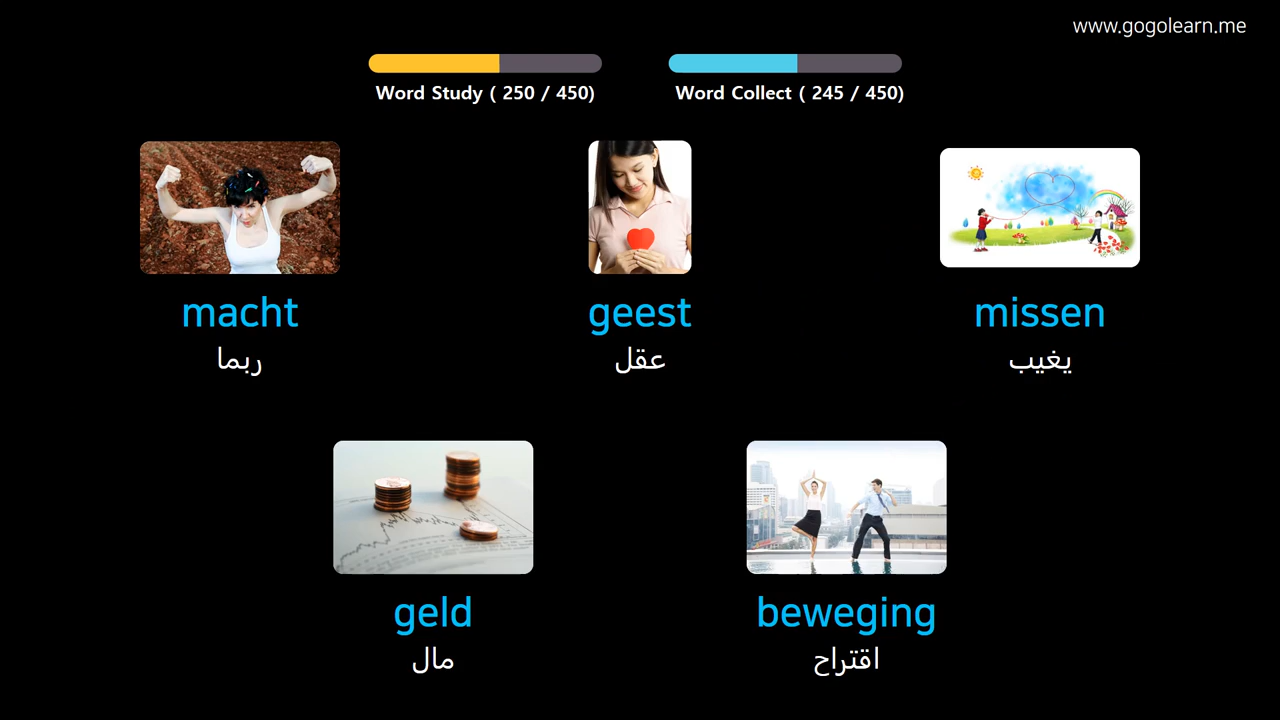 www.gogolearn.me
Word Study ( 250 / 450)
Word Collect ( 245 / 450)
macht
ربما
geest
عقل
missen
يغيب
geld
مال
beweging
اقتراح